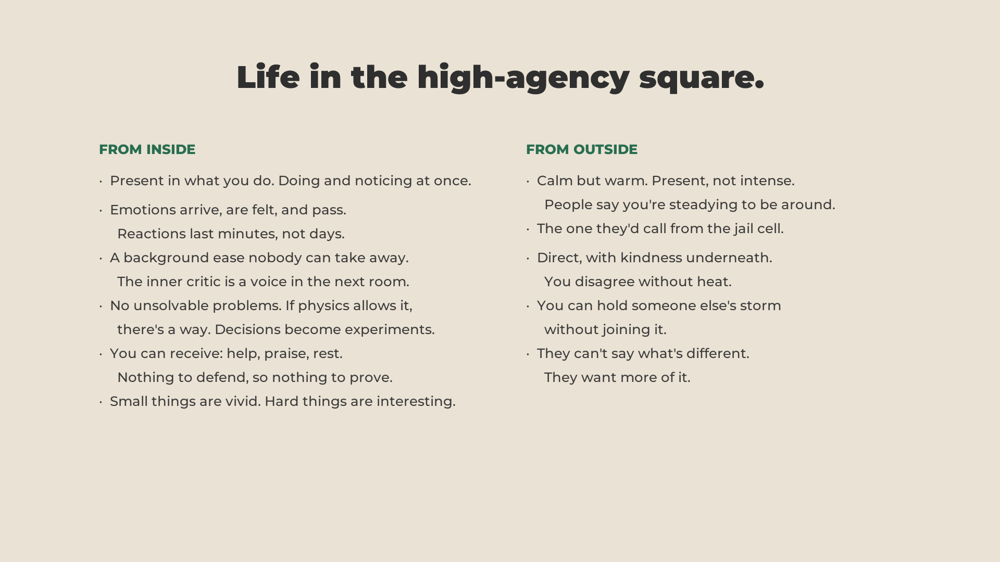 Life in the high-agency square.
FROM INSIDE
· Present in what you do. Doing and noticing at once.
· Emotions arrive, are felt, and pass.
Reactions last minutes, not days.
· A background ease nobody can take away.
The inner critic is a voice in the next room.
· No unsolvable problems. If physics allows it,
there's a way. Decisions become experiments.
· You can receive: help, praise, rest.
Nothing to defend, so nothing to prove.
· Small things are vivid. Hard things are interesting.
FROM OUTSIDE
· Calm but warm. Present, not intense.
People say you're steadying to be around.
· The one they'd call from the jail cell.
· Direct, with kindness underneath.
You disagree without heat.
· You can hold someone else's storm
without joining it.
· They can't say what's different.
They want more of it.